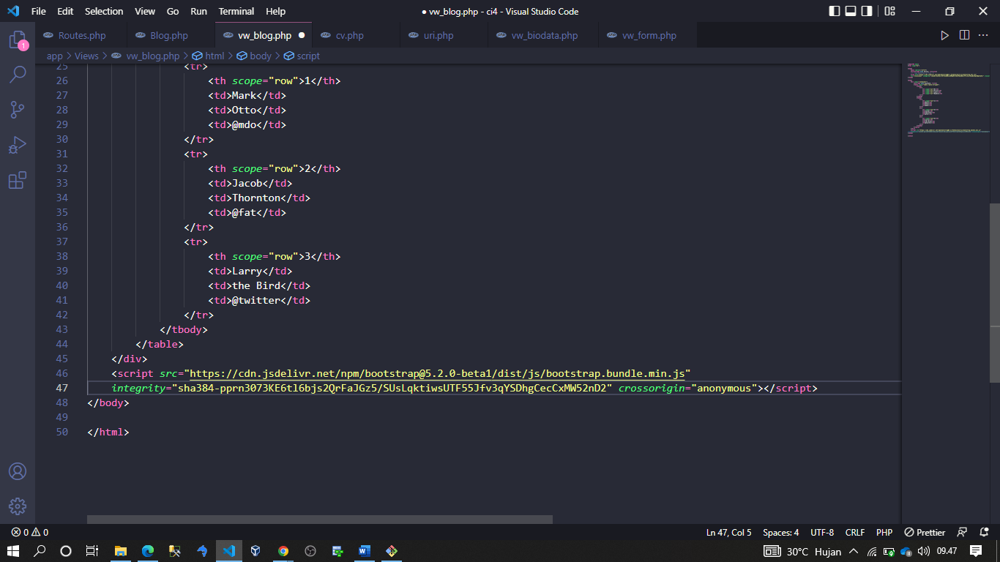 File Edit Selection View Go Run Terminal Help
● vw_blog.php - ci4 - Visual Studio Code
Routes.php Blog.php vw_blog.php ● cv.php uri.php vw_biodata.php vw_form.php
1
app > Views > vw_blog.php > html > body > script
25 <tr>
26 <th scope="row">1</th>
27 <td>Mark</td>
28 <td>Otto</td>
29 <td>@mdo</td>
30 </tr>
31 <tr>
32 <th scope="row">2</th>
33 <td>Jacob</td>
34 <td>Thornton</td>
35 <td>@fat</td>
36 </tr>
37 <tr>
38 <th scope="row">3</th>
39 <td>Larry</td>
40 <td>the Bird</td>
41 <td>@twitter</td>
42 </tr>
43 </tbody>
44 </table>
45 </div>
46 <script src="https://cdn.jsdelivr.net/npm/bootstrap@5.2.0-beta1/dist/js/bootstrap.bundle.min.js"
47 integrity="sha384-pprn3073KE6tl6bjs2QrFaJGz5/SUsLqktiwsUTF55Jfv3qYSDhgCecCxMW52nD2" crossorigin="anonymous"></script>
48 </body>
49
50 </html>
0 0 Ln 47, Col 5 Spaces: 4 UTF-8 CRLF PHP Prettier
30°C Hujan 09.47